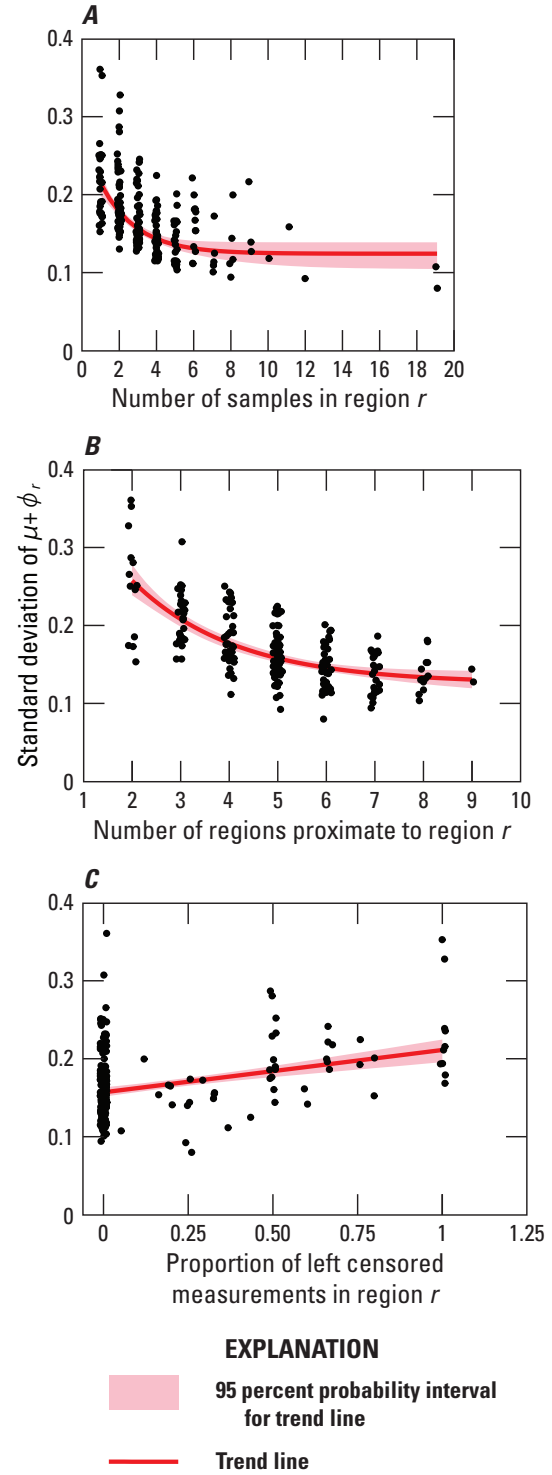 A
0.4
0.3
0.2
0.1
0
0 2 4 6 8 10 12 14 16 18 20
Number of samples in region r
B
0.4
0.3
0.2
0.1
0
1 2 3 4 5 6 7 8 9 10
Number of regions proximate to region r
Standard deviation of μ+ϕr
C
0.4
0.3
0.2
0.1
0
0 0.25 0.50 0.75 1 1.25
Proportion of left censored
measurements in region r
EXPLANATION
95 percent probability interval
for trend line
Trend line